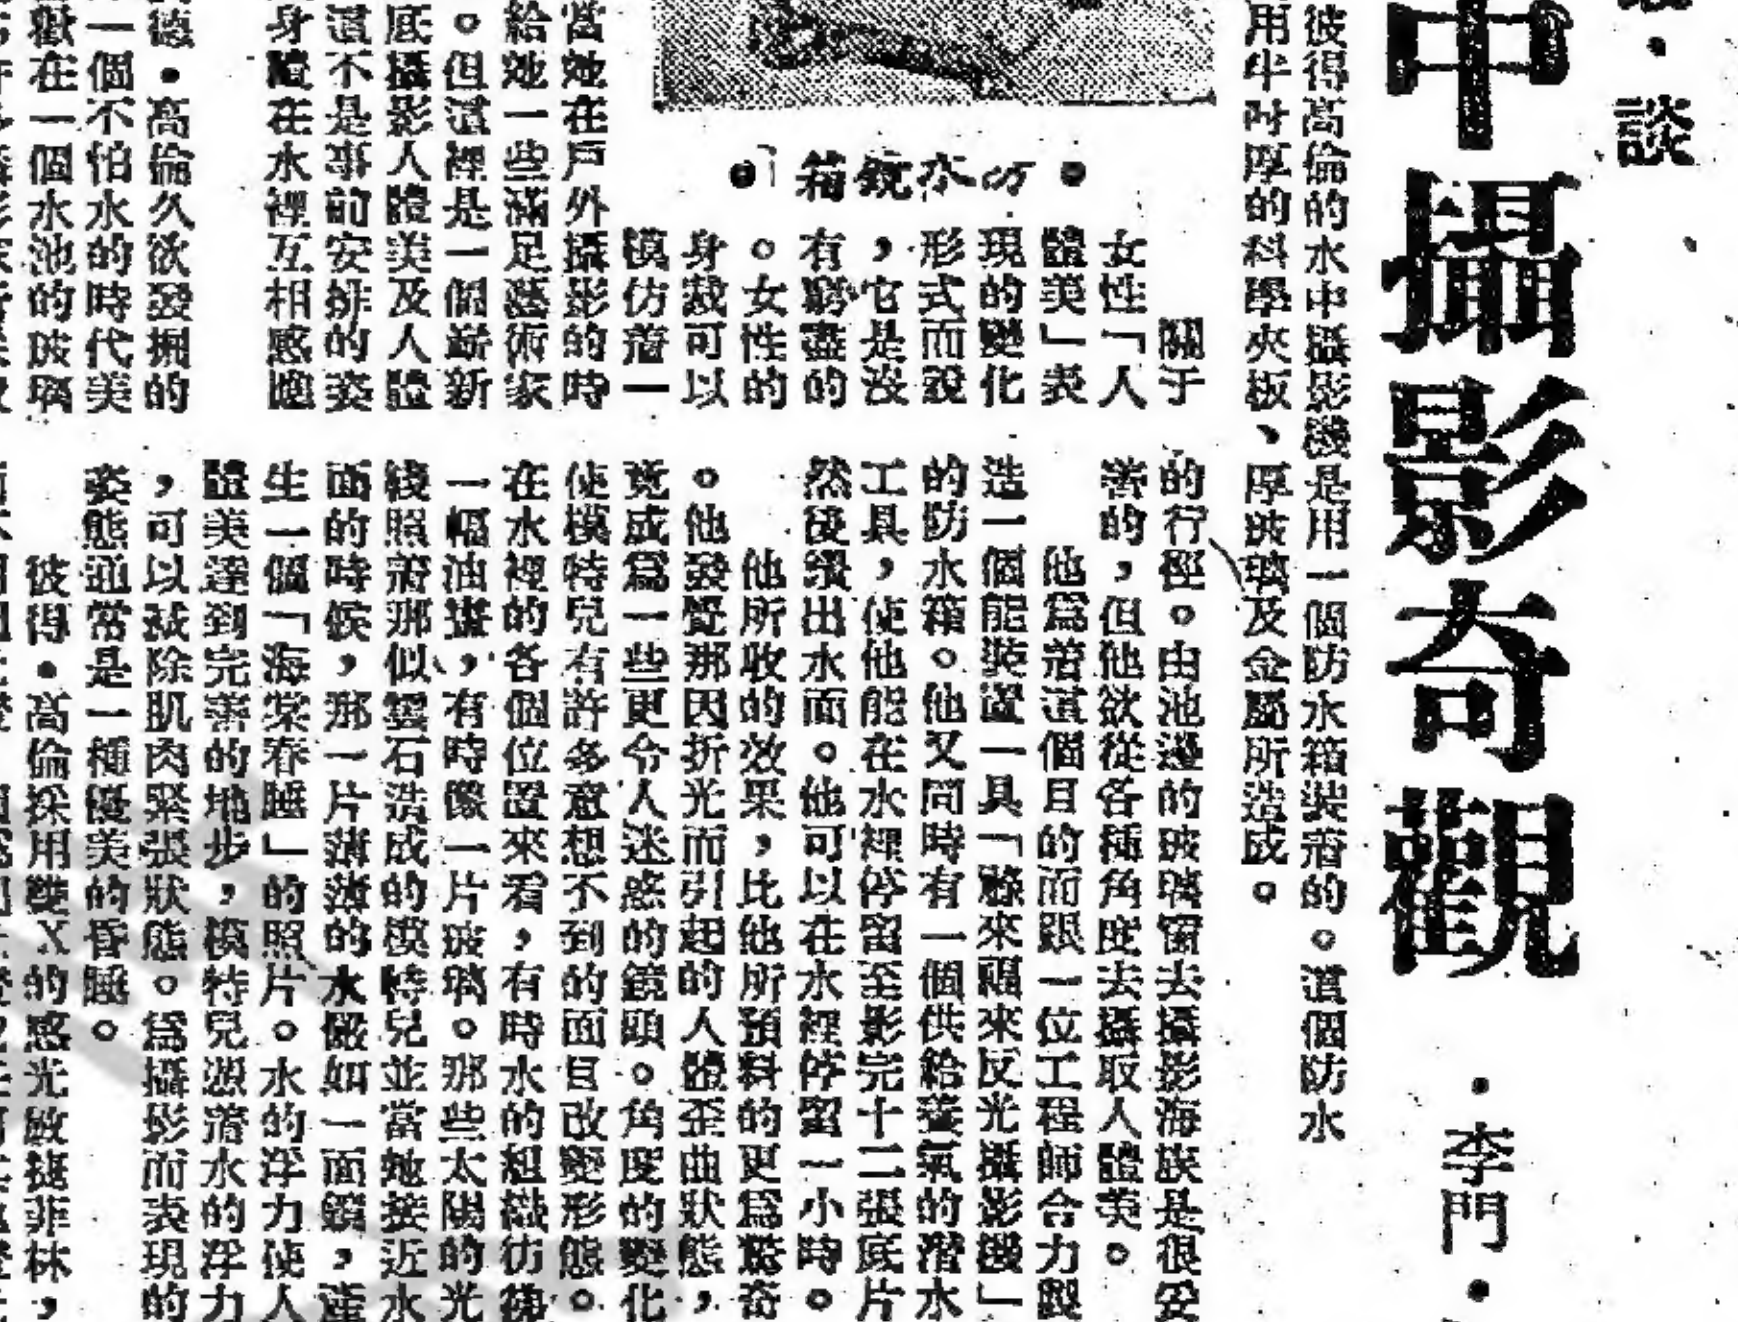 ・談
中攝影奇觀
・李門・
彼得高倫的水中攝影機是用一個防水箱裝着的。這個防水
用半吋厚的科學夾板、厚玻璃及金屬所造成。
●防水鏡箱●
關于
女性「人
體美」表
現的變化
形式而說
，它是沒
有窮盡的
。女性的
身裁可以
模仿着一
當她在戶外攝影的時
給她一些滿足藝術家
。但這裡是一個嶄新
底攝影人體美及人體
這不是事前安排的姿
身體在水裡互相感應
德・高倫久欲發掘的
一個不怕水的時代美
歡在一個水池的玻璃
的行徑。由池邊的玻璃窗去攝影海族是很妥
善的，但他欲從各種角度去攝取人體美。
他爲着這個目的而跟一位工程師合力製
造一個能裝置一具「滕來福來反光攝影機」
的防水箱。他又同時有一個供給養氣的潛水
工具，使他能在水裡停留至影完十二張底片
然後纔出水面。他可以在水裡停留一小時。
他所收的效果，比他所預料的更爲驚奇
。他發覺那因折光而引起的人體歪曲狀態，
竟成爲一些更令人迷惑的鏡頭。角度的變化
使模特兒有許多意想不到的面目改變形態。
在水裡的各個位置來看，有時水的組織彷彿
一幅油畫，有時像一片玻璃。那些太陽的光
綫照着那似雲石造成的模特兒並當她接近水
面的時候，那一片薄薄的水儼如一面鏡，產
生一個「海棠春睡」的照片。水的浮力使人
體美達到完善的地步，模特兒憑着水的浮力
，可以減除肌肉緊張狀態。爲攝影而表現的
姿態通常是一種優美的昏睡。
彼得・高倫採用雙X的感光敏捷菲林，